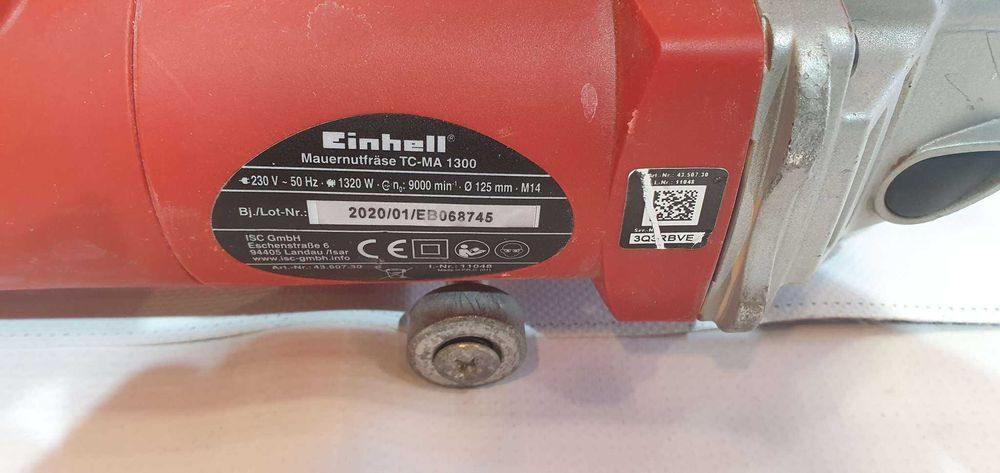 Einhell®
Mauernutfräse TC-MA 1300
230 V ~ 50 Hz · 1320 W · n₀: 9000 min⁻¹ · Ø 125 mm · M14
Bj./Lot-Nr.: 2020/01/EB068745
ISC GmbH
Eschenstraße 6
94405 Landau /Isar
www.isc-gmbh.info
CE
Art.-Nr.: 43.507.30 I.-Nr.: 11048
Art.-Nr.: 43.507.30
I.-Nr.: 11048